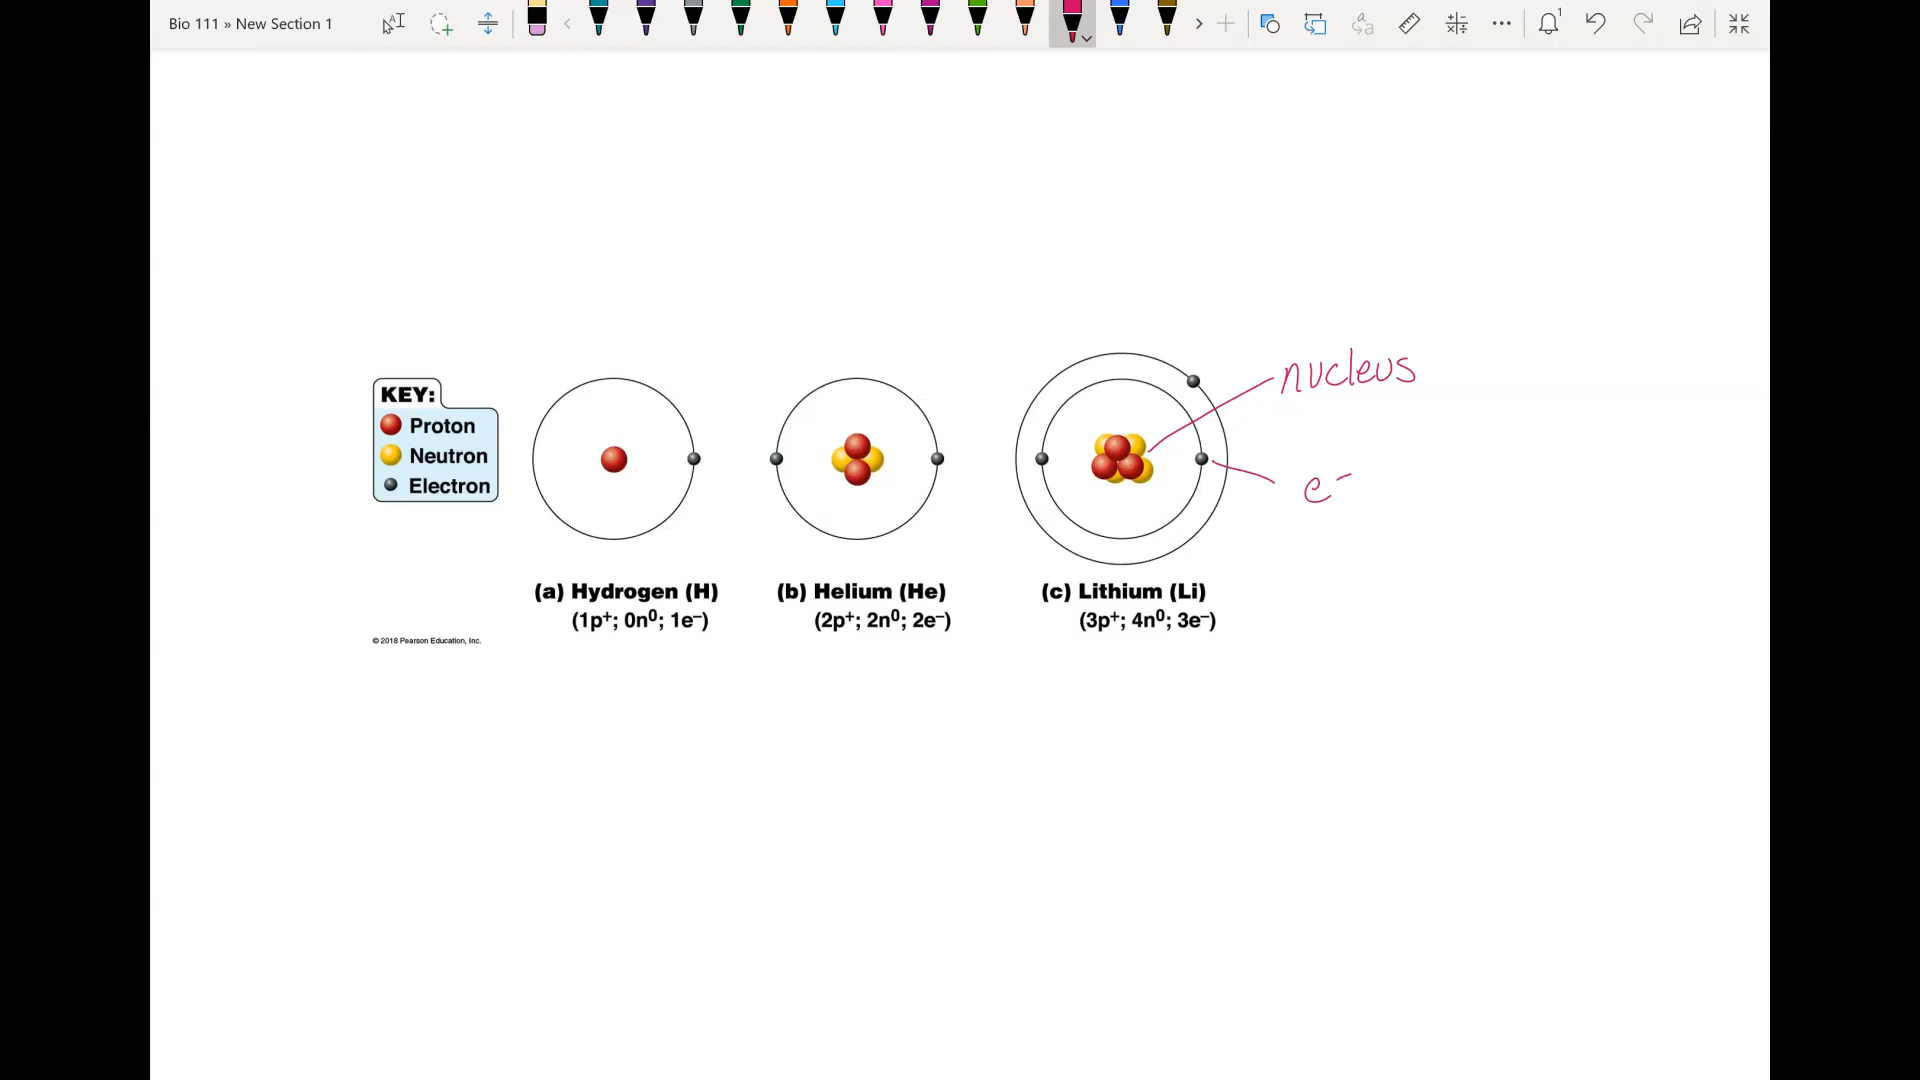 Bio 111 » New Section 1
1
nucleus
KEY:
Proton
Neutron
Electron
e⁻
(a) Hydrogen (H)
(1p⁺; 0n⁰; 1e⁻)
(b) Helium (He)
(2p⁺; 2n⁰; 2e⁻)
(c) Lithium (Li)
(3p⁺; 4n⁰; 3e⁻)
© 2018 Pearson Education, Inc.